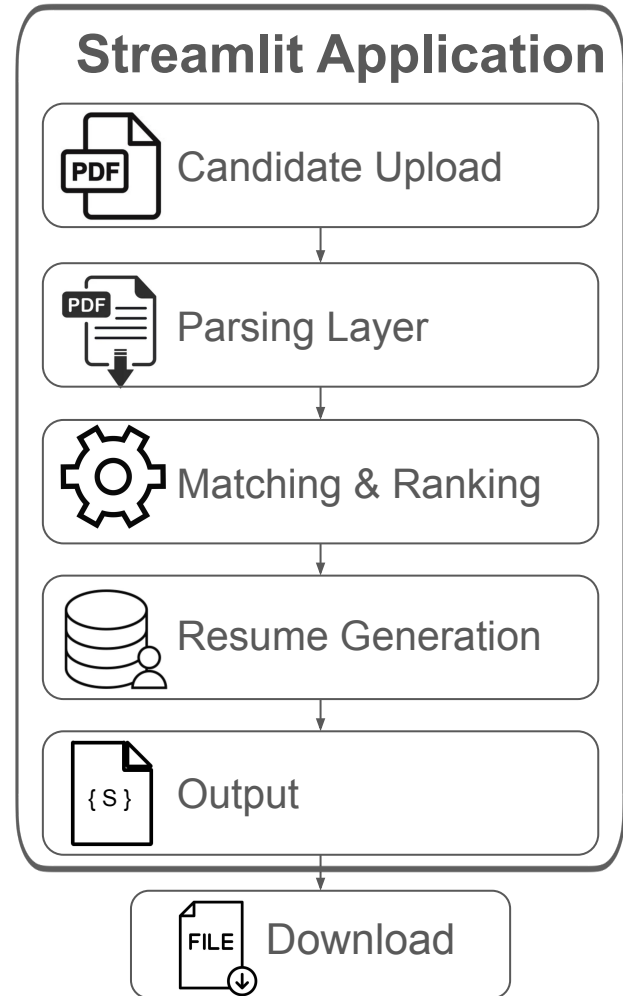 Streamlit Application
PDF
Candidate Upload
PDF
Parsing Layer
Matching & Ranking
Resume Generation
{ S }
Output
FILE
Download